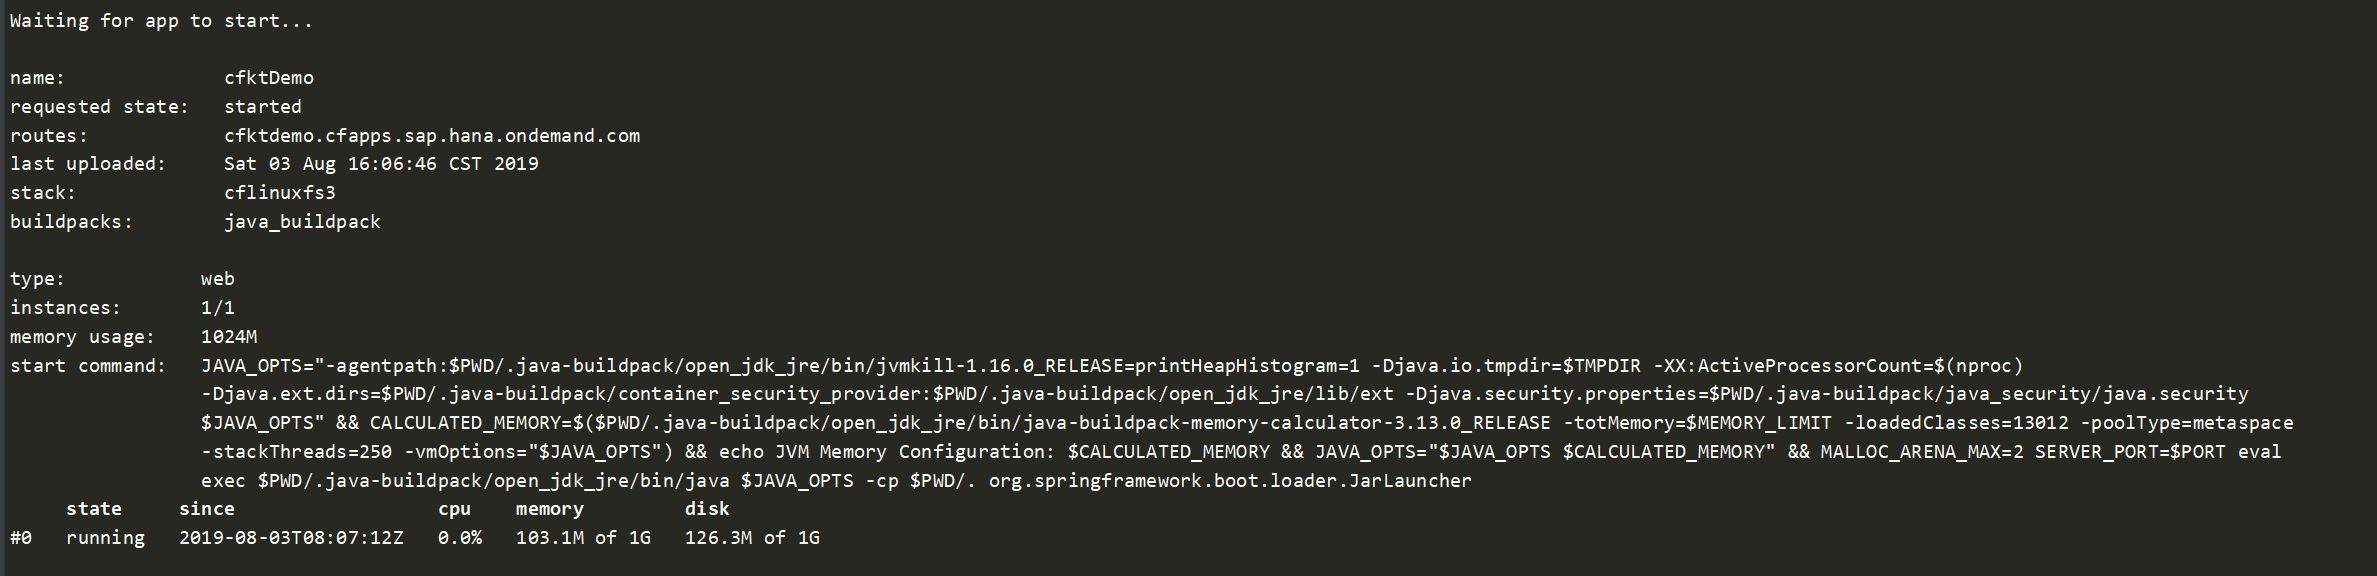 Waiting for app to start...
name: cfktDemo
requested state: started
routes: cfktdemo.cfapps.sap.hana.ondemand.com
last uploaded: Sat 03 Aug 16:06:46 CST 2019
stack: cflinuxfs3
buildpacks: java_buildpack
type: web
instances: 1/1
memory usage: 1024M
start command: JAVA_OPTS="-agentpath:$PWD/.java-buildpack/open_jdk_jre/bin/jvmkill-1.16.0_RELEASE=printHeapHistogram=1 -Djava.io.tmpdir=$TMPDIR -XX:ActiveProcessorCount=$(nproc)
-Djava.ext.dirs=$PWD/.java-buildpack/container_security_provider:$PWD/.java-buildpack/open_jdk_jre/lib/ext -Djava.security.properties=$PWD/.java-buildpack/java_security/java.security
$JAVA_OPTS" && CALCULATED_MEMORY=$($PWD/.java-buildpack/open_jdk_jre/bin/java-buildpack-memory-calculator-3.13.0_RELEASE -totMemory=$MEMORY_LIMIT -loadedClasses=13012 -poolType=metaspace
-stackThreads=250 -vmOptions="$JAVA_OPTS") && echo JVM Memory Configuration: $CALCULATED_MEMORY && JAVA_OPTS="$JAVA_OPTS $CALCULATED_MEMORY" && MALLOC_ARENA_MAX=2 SERVER_PORT=$PORT eval
exec $PWD/.java-buildpack/open_jdk_jre/bin/java $JAVA_OPTS -cp $PWD/. org.springframework.boot.loader.JarLauncher
state since cpu memory disk
#0 running 2019-08-03T08:07:12Z 0.0% 103.1M of 1G 126.3M of 1G